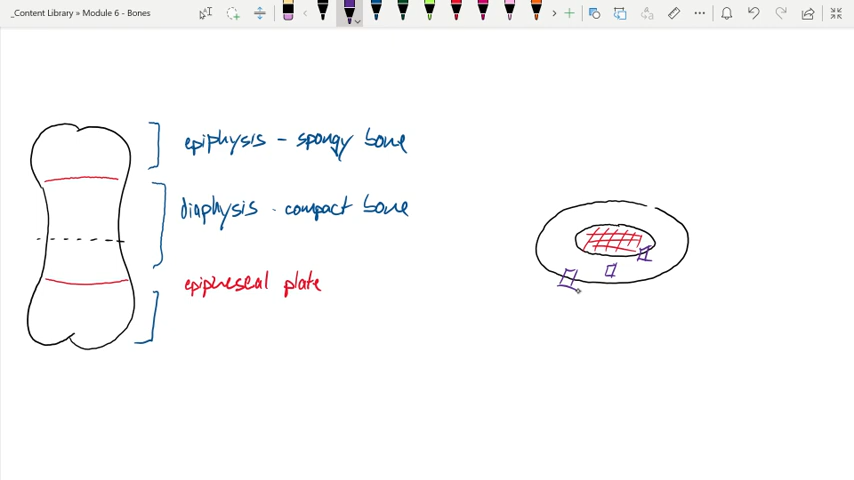 _Content Library » Module 6 - Bones
epiphysis - spongy bone
diaphysis - compact bone
epipheseal plate